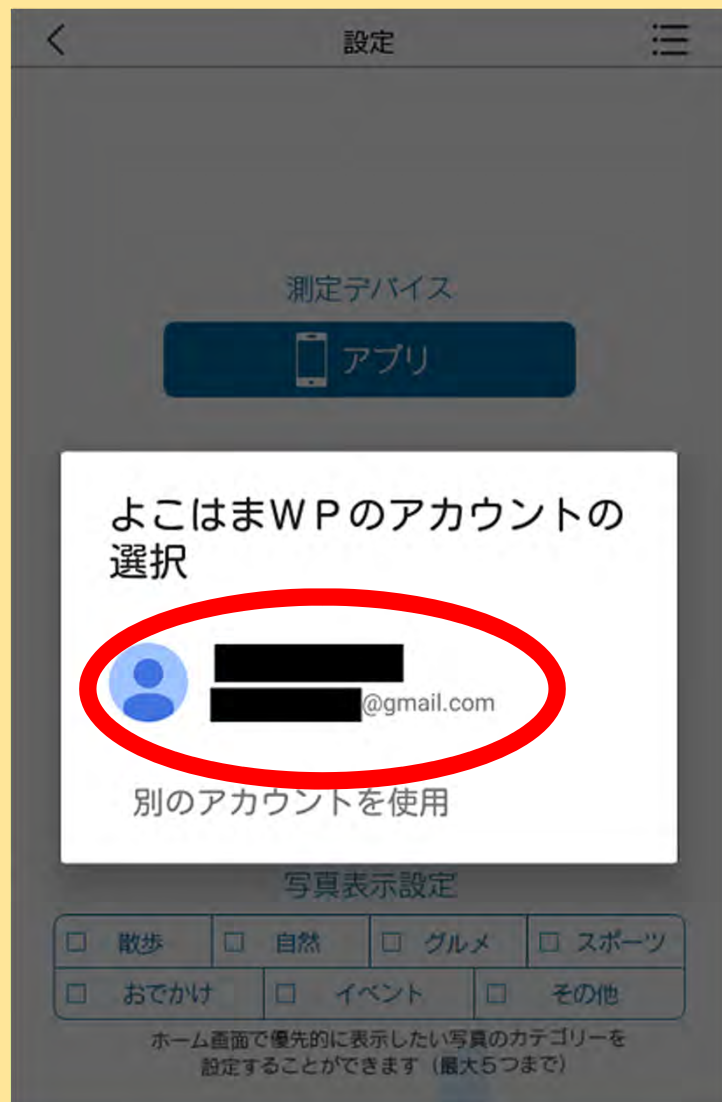 設定
測定デバイス
アプリ
よこはまＷＰのアカウントの
選択
@gmail.com
別のアカウントを使用
写真表示設定
□ 散歩 □ 自然 □ グルメ □ スポーツ
□ おでかけ □ イベント □ その他
ホーム画面で優先的に表示したい写真のカテゴリーを
設定することができます（最大５つまで）